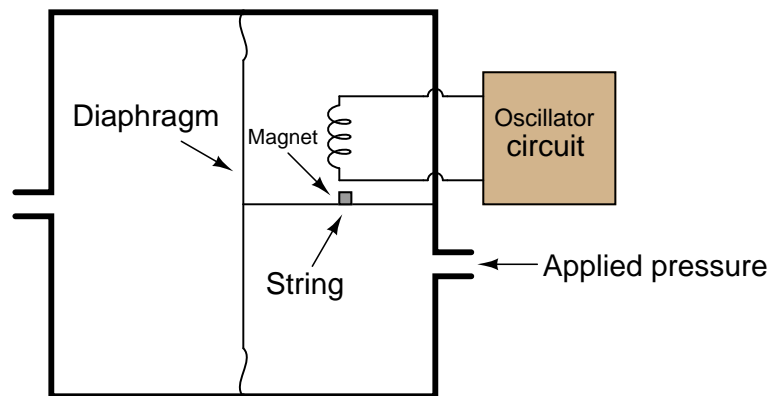 Diaphragm
Magnet
String
Oscillator
circuit
Applied pressure